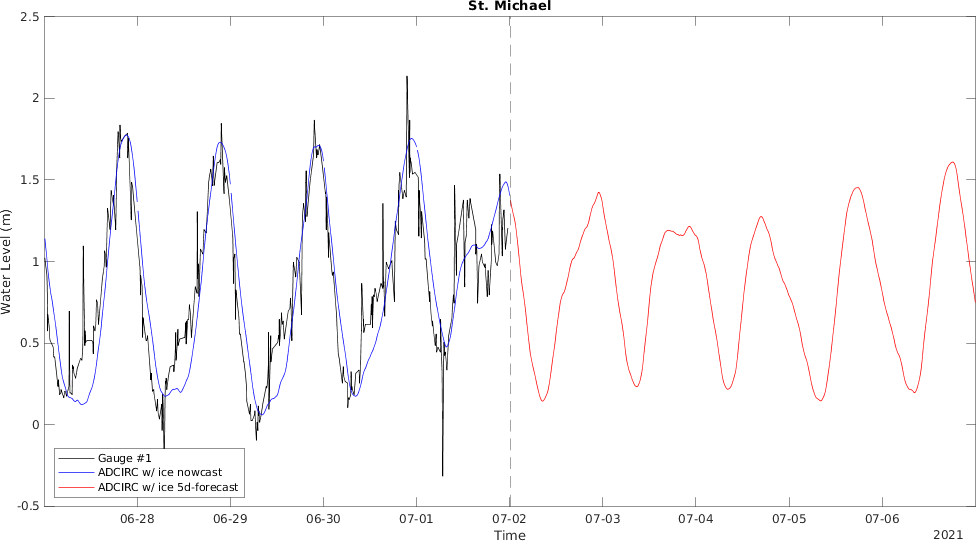 St. Michael
2.5
2
1.5
1
0.5
0
-0.5
Water Level (m)
Gauge #1
ADCIRC w/ ice nowcast
ADCIRC w/ ice 5d-forecast
06-28 06-29 06-30 07-01 07-02 07-03 07-04 07-05 07-06
Time
2021